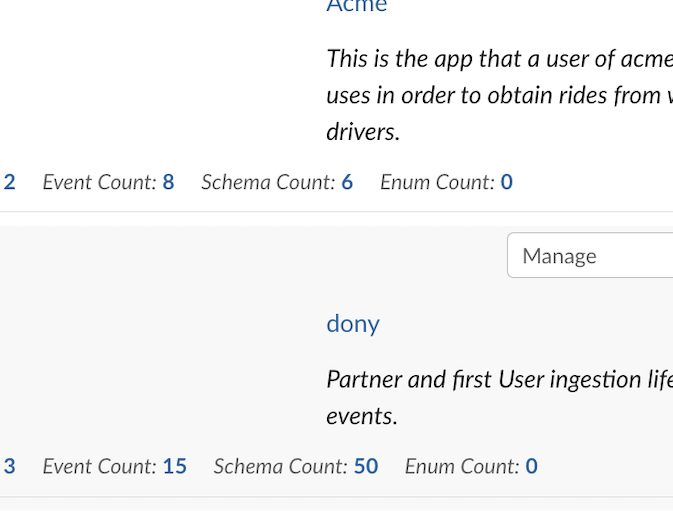 Acme
This is the app that a user of acme
uses in order to obtain rides from
drivers.
2 Event Count: 8 Schema Count: 6 Enum Count: 0
Manage
dony
Partner and first User ingestion life
events.
3 Event Count: 15 Schema Count: 50 Enum Count: 0